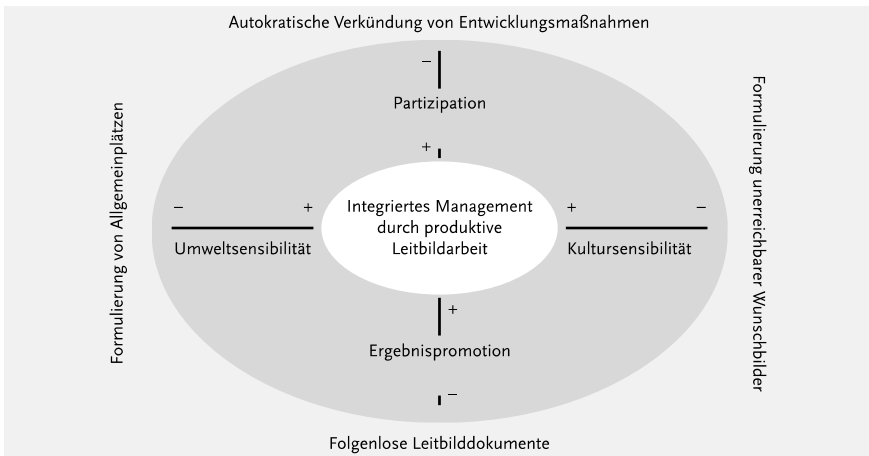 Autokratische Verkündung von Entwicklungsmaßnahmen
−
Partizipation
+
Formulierung von Allgemeinplätzen
− +
Umweltsensibilität
Integriertes Management
durch produktive
Leitbildarbeit
+ −
Kultursensibilität
Formulierung unerreichbarer Wunschbilder
+
Ergebnispromotion
−
Folgenlose Leitbilddokumente